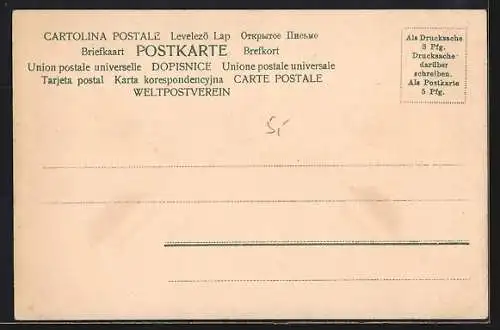 CARTOLINA POSTALE Levelező Lap Открытое Письмо
Briefkaart POSTKARTE Brefkort
Union postale universelle DOPISNICE Unione postale universale
Tarjeta postal Karta korespondencyjna CARTE POSTALE
WELTPOSTVEREIN
Als Drucksache
3 Pfg.
Drucksache
darüber
schreiben.
Als Postkarte
5 Pfg.
5,-